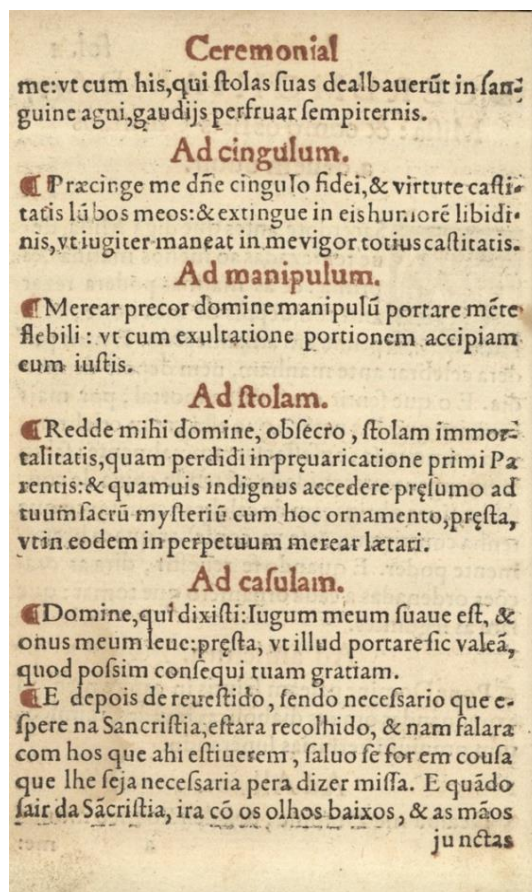 Ceremonial
me:vt cum his,qui ſtolas ſuas dealbauerũt in ſan⸗
guine agni,gaudijs perfruar ſempiternis.
Ad cingulum.
¶ Præcinge me dñe cingulo fidei,& virtute caſti-
tatis lũbos meos:& extingue in eis humorẽ libidi-
nis,vt iugiter maneat in me vigor totius caſtitatis.
Ad manipulum.
¶ Merear precor domine manipulũ portare mẽte
flebili : vt cum exultatione portionem accipiam
cum iuſtis.
Ad ſtolam.
¶ Redde mihi domine, obſecro , ſtolam immor⸗
talitatis,quam perdidi in pręuaricatione primi Pa
rentis:& quamuis indignus accedere pręſumo ad
tuum ſacrũ myſteriũ cum hoc ornamento,pręſta,
vt in eodem in perpetuum merear lætari.
Ad caſulam.
¶ Domine,qui dixiſti:Iugum meum ſuaue eſt, &
onus meum leue:pręſta, vt illud portare ſic valeã,
quod poſsim conſequi tuam gratiam.
¶ E depois de reueſtido, ſendo neceſsario que e-
ſpere na Sancriſtia,eſtara recolhido, & nam falara
com hos que ahi eſtiuerem , ſaluo ſe for em couſa
que lhe ſeja neceſsaria pera dizer miſſa. E quãdo
ſair da Sãcriſtia, ira cõ os olhos baixos , & as mãos
junctas